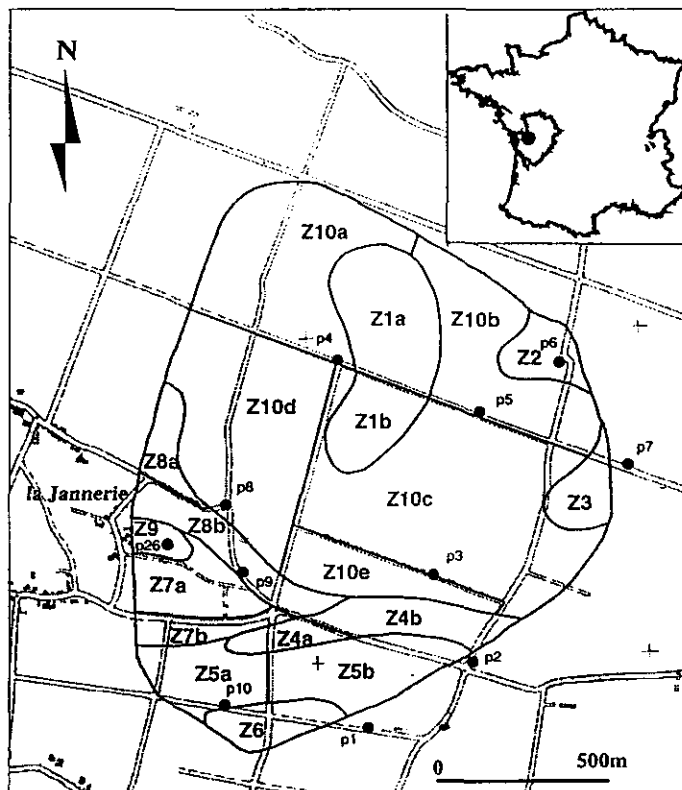 N
Z10a
Z1a
Z10b
p4
Z2
p6
Z10d
Z1b
p5
p7
Z8a
la Jannerie
p8
Z10c
Z3
Z9
Z8b
p26
p9
Z10e
p3
Z7a
Z7b
Z4a
Z4b
Z5a
Z5b
p2
p10
Z6
p1
0
500m